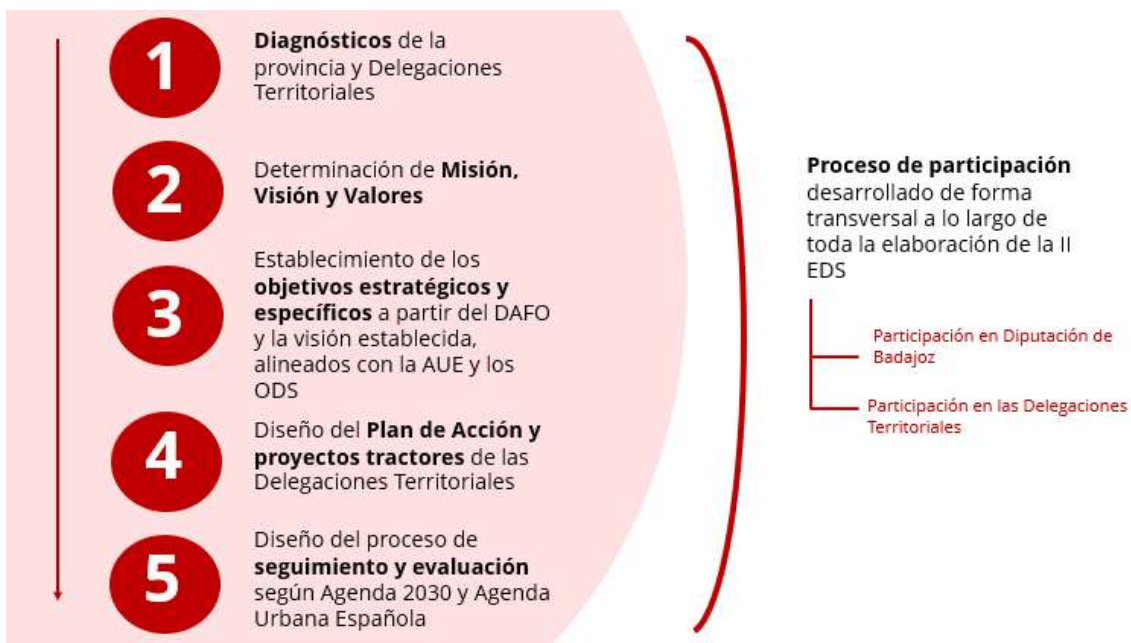 1
Diagnósticos de la
provincia y Delegaciones
Territoriales
2
Determinación de Misión,
Visión y Valores
3
Establecimiento de los
objetivos estratégicos y
específicos a partir del DAFO
y la visión establecida,
alineados con la AUE y los
ODS
4
Diseño del Plan de Acción y
proyectos tractores de las
Delegaciones Territoriales
5
Diseño del proceso de
seguimiento y evaluación
según Agenda 2030 y Agenda
Urbana Española
Proceso de participación
desarrollado de forma
transversal a lo largo de
toda la elaboración de la II
EDS
Participación en Diputación de
Badajoz
Participación en las Delegaciones
Territoriales